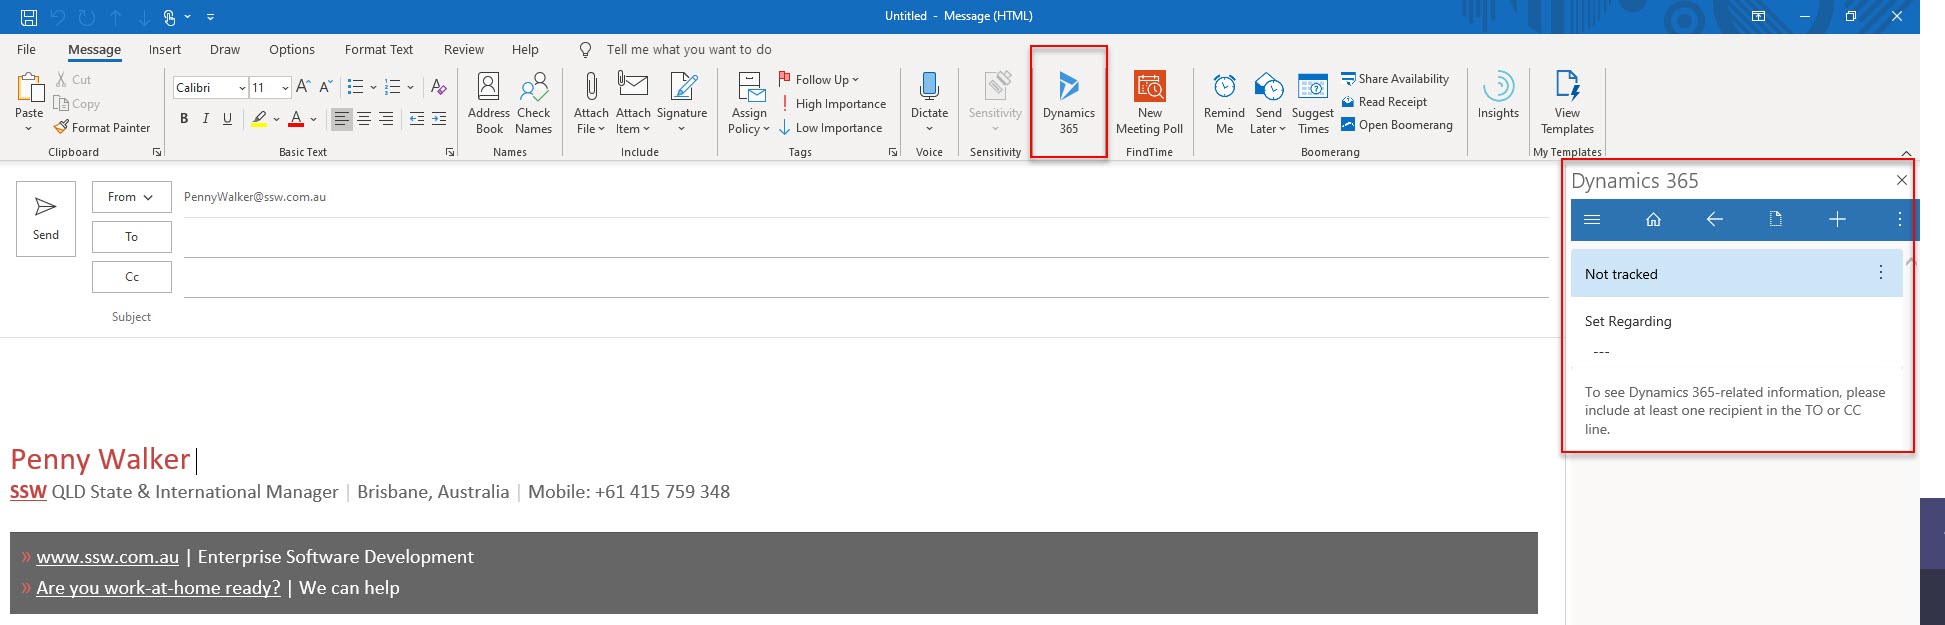 Untitled - Message (HTML)
File Message Insert Draw Options Format Text Review Help Tell me what you want to do
Paste
Cut
Copy
Format Painter
Clipboard
Calibri 11
B I U
Basic Text
Address Book
Check Names
Names
Attach File
Attach Item
Signature
Include
Assign Policy
Follow Up
High Importance
Low Importance
Tags
Dictate
Voice
Sensitivity
Sensitivity
Dynamics 365
New Meeting Poll
FindTime
Remind Me
Send Later
Suggest Times
Share Availability
Read Receipt
Open Boomerang
Boomerang
Insights
View Templates
My Templates
Send
From PennyWalker@ssw.com.au
To
Cc
Subject
Penny Walker
SSW QLD State & International Manager | Brisbane, Australia | Mobile: +61 415 759 348
» www.ssw.com.au | Enterprise Software Development
» Are you work-at-home ready? | We can help
Dynamics 365
Not tracked
Set Regarding
---
To see Dynamics 365-related information, please
include at least one recipient in the TO or CC
line.